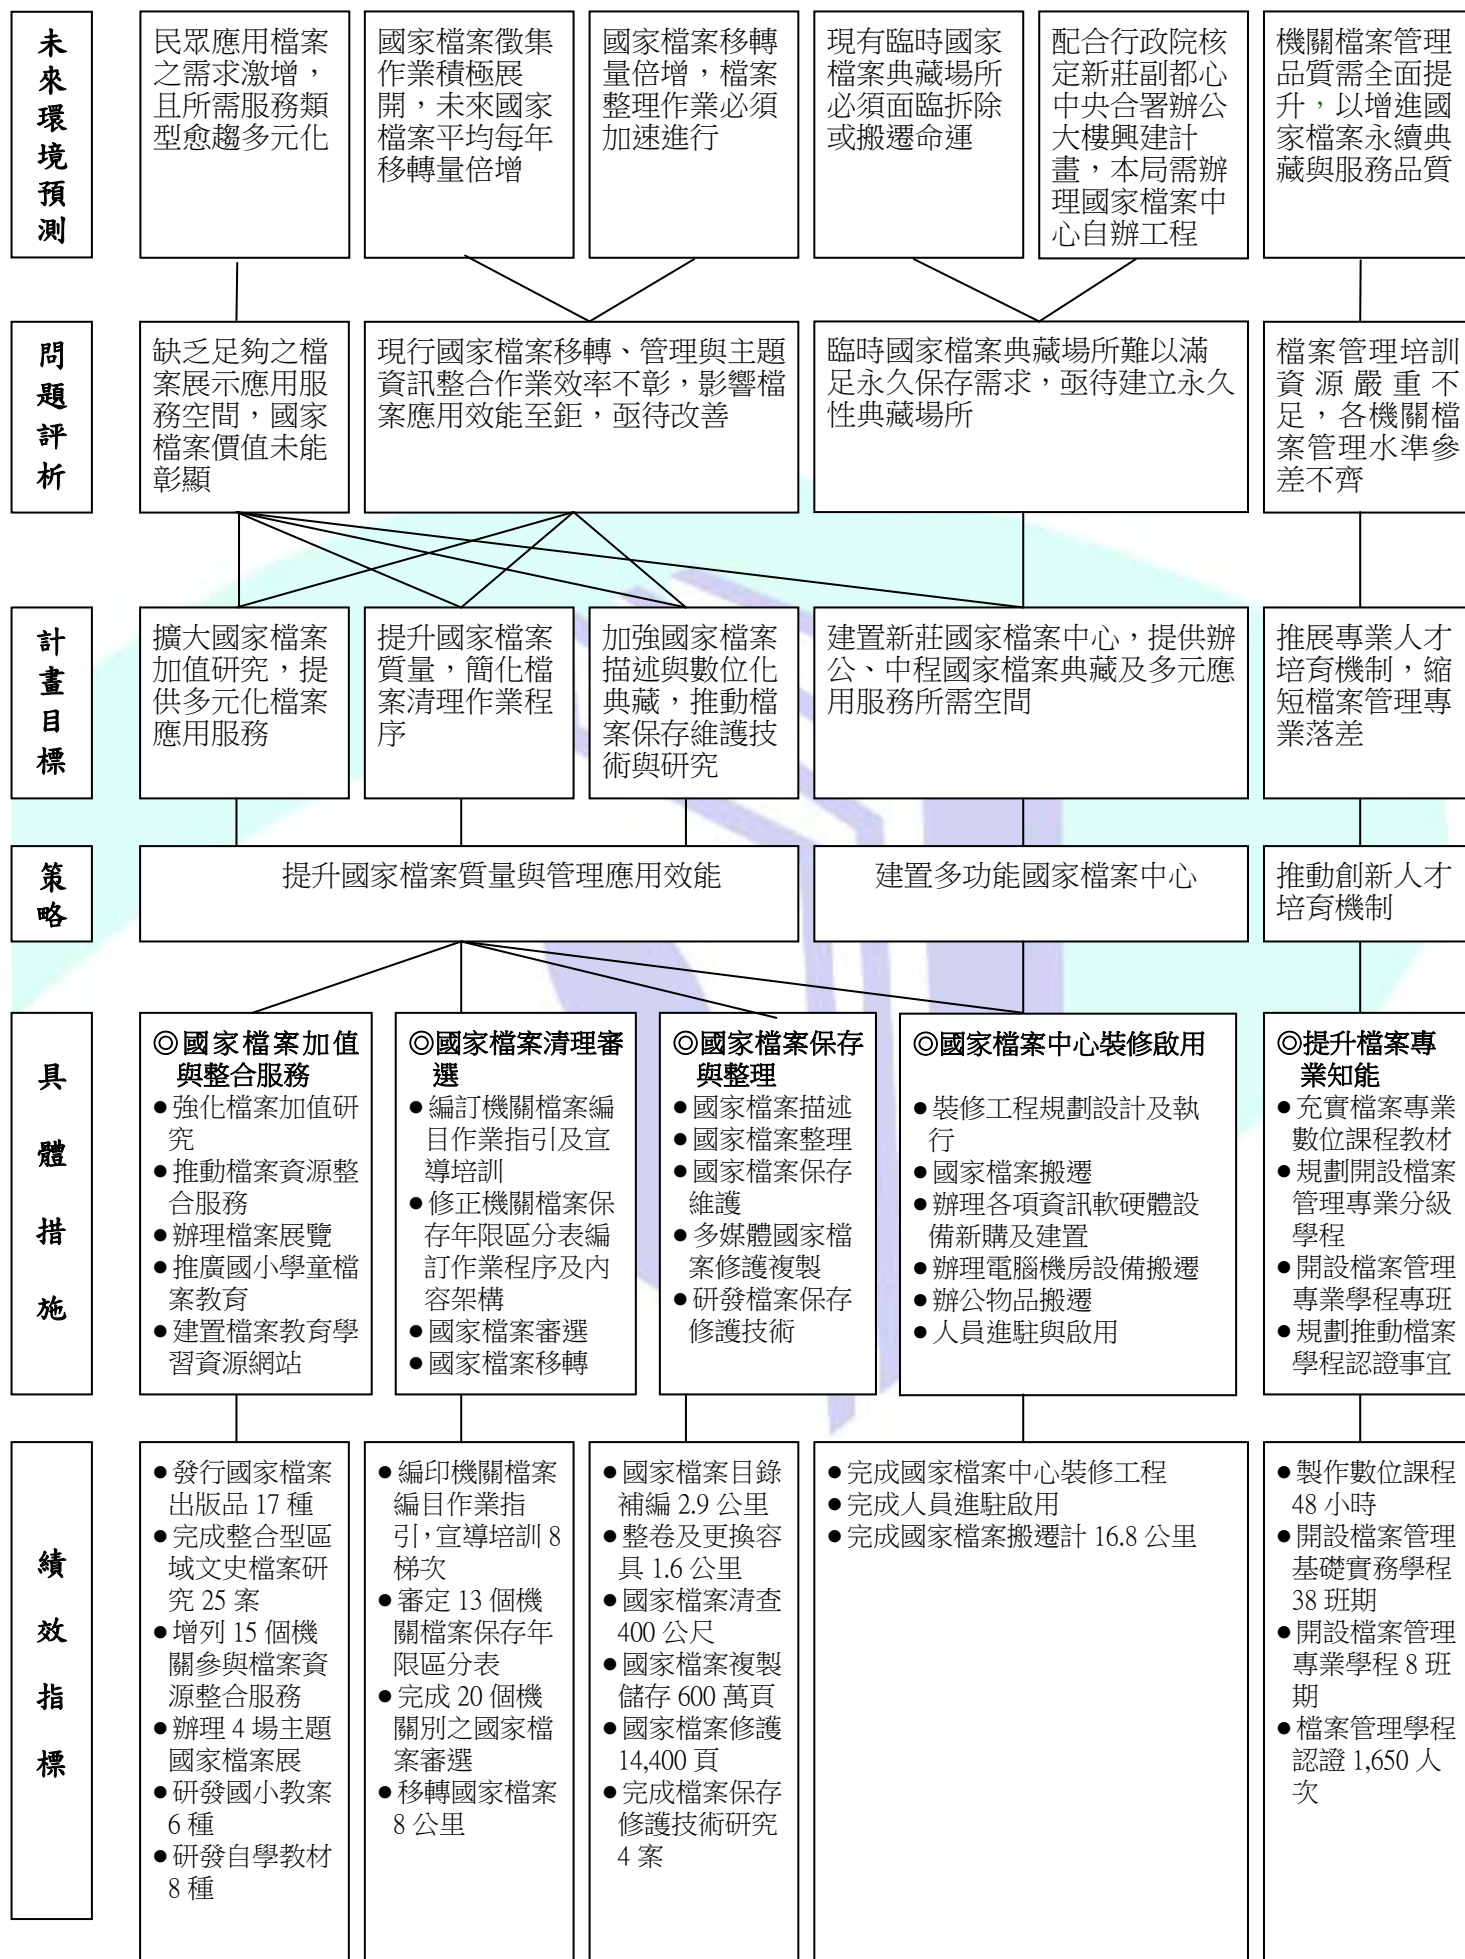 未來環境預測
民眾應用檔案
之需求激增，
且所需服務類
型愈趨多元化
國家檔案徵集
作業積極展
開，未來國家
檔案平均每年
移轉量倍增
國家檔案移轉
量倍增，檔案
整理作業必須
加速進行
現有臨時國家
檔案典藏場所
必須面臨拆除
或搬遷命運
配合行政院核
定新莊副都心
中央合署辦公
大樓興建計
畫，本局需辦
理國家檔案中
心自辦工程
機關檔案管理
品質需全面提
升，以增進國
家檔案永續典
藏與服務品質
問題評析
缺乏足夠之檔
案展示應用服
務空間，國家
檔案價值未能
彰顯
現行國家檔案移轉、管理與主題
資訊整合作業效率不彰，影響檔
案應用效能至鉅，亟待改善
臨時國家檔案典藏場所難以滿
足永久保存需求，亟待建立永久
性典藏場所
檔案管理培訓
資源嚴重不
足，各機關檔
案管理水準參
差不齊
計畫目標
擴大國家檔案
加值研究，提
供多元化檔案
應用服務
提升國家檔案
質量，簡化檔
案清理作業程
序
加強國家檔案
描述與數位化
典藏，推動檔
案保存維護技
術與研究
建置新莊國家檔案中心，提供辦
公、中程國家檔案典藏及多元應
用服務所需空間
推展專業人才
培育機制，縮
短檔案管理專
業落差
策略
提升國家檔案質量與管理應用效能
建置多功能國家檔案中心
推動創新人才
培育機制
具體措施
◎國家檔案加值
與整合服務
●強化檔案加值研
究
●推動檔案資源整
合服務
●辦理檔案展覽
●推廣國小學童檔
案教育
●建置檔案教育學
習資源網站
◎國家檔案清理審
選
●編訂機關檔案編
目作業指引及宣
導培訓
●修正機關檔案保
存年限區分表編
訂作業程序及內
容架構
●國家檔案審選
●國家檔案移轉
◎國家檔案保存
與整理
●國家檔案描述
●國家檔案整理
●國家檔案保存
維護
●多媒體國家檔
案修護複製
●研發檔案保存
修護技術
◎國家檔案中心裝修啟用
●裝修工程規劃設計及執
行
●國家檔案搬遷
●辦理各項資訊軟硬體設
備新購及建置
●辦理電腦機房設備搬遷
●辦公物品搬遷
●人員進駐與啟用
◎提升檔案專
業知能
●充實檔案專業
數位課程教材
●規劃開設檔案
管理專業分級
學程
●開設檔案管理
專業學程專班
●規劃推動檔案
學程認證事宜
績效指標
●發行國家檔案
出版品 17 種
●完成整合型區
域文史檔案研
究 25 案
●增列 15 個機
關參與檔案資
源整合服務
●辦理 4 場主題
國家檔案展
●研發國小教案
6 種
●研發自學教材
8 種
●編印機關檔案
編目作業指
引，宣導培訓 8
梯次
●審定 13 個機
關檔案保存年
限區分表
●完成 20 個機
關別之國家檔
案審選
●移轉國家檔案
8 公里
●國家檔案目錄
補編 2.9 公里
●整卷及更換容
具 1.6 公里
●國家檔案清查
400 公尺
●國家檔案複製
儲存 600 萬頁
●國家檔案修護
14,400 頁
●完成檔案保存
修護技術研究
4 案
●完成國家檔案中心裝修工程
●完成人員進駐啟用
●完成國家檔案搬遷計 16.8 公里
●製作數位課程
48 小時
●開設檔案管理
基礎實務學程
38 班期
●開設檔案管理
專業學程 8 班
期
●檔案管理學程
認證 1,650 人
次